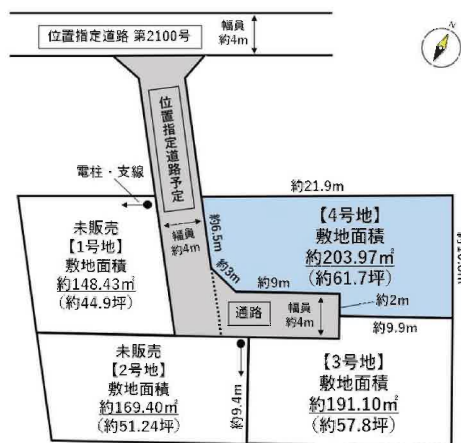 位置指定道路 第2100号
幅員
約4m
N
位置指定道路予定
電柱・支線
約21.9m
未販売
【1号地】
敷地面積
約148.43㎡
(約44.9坪)
幅員
約4m
約6.5m
約3m
【4号地】
敷地面積
約203.97㎡
(約61.7坪)
約9m
約2m
通路
幅員
約4m
約9.9m
未販売
【2号地】
敷地面積
約169.40㎡
(約51.24坪)
約9.4m
【3号地】
敷地面積
約191.10㎡
(約57.8坪)